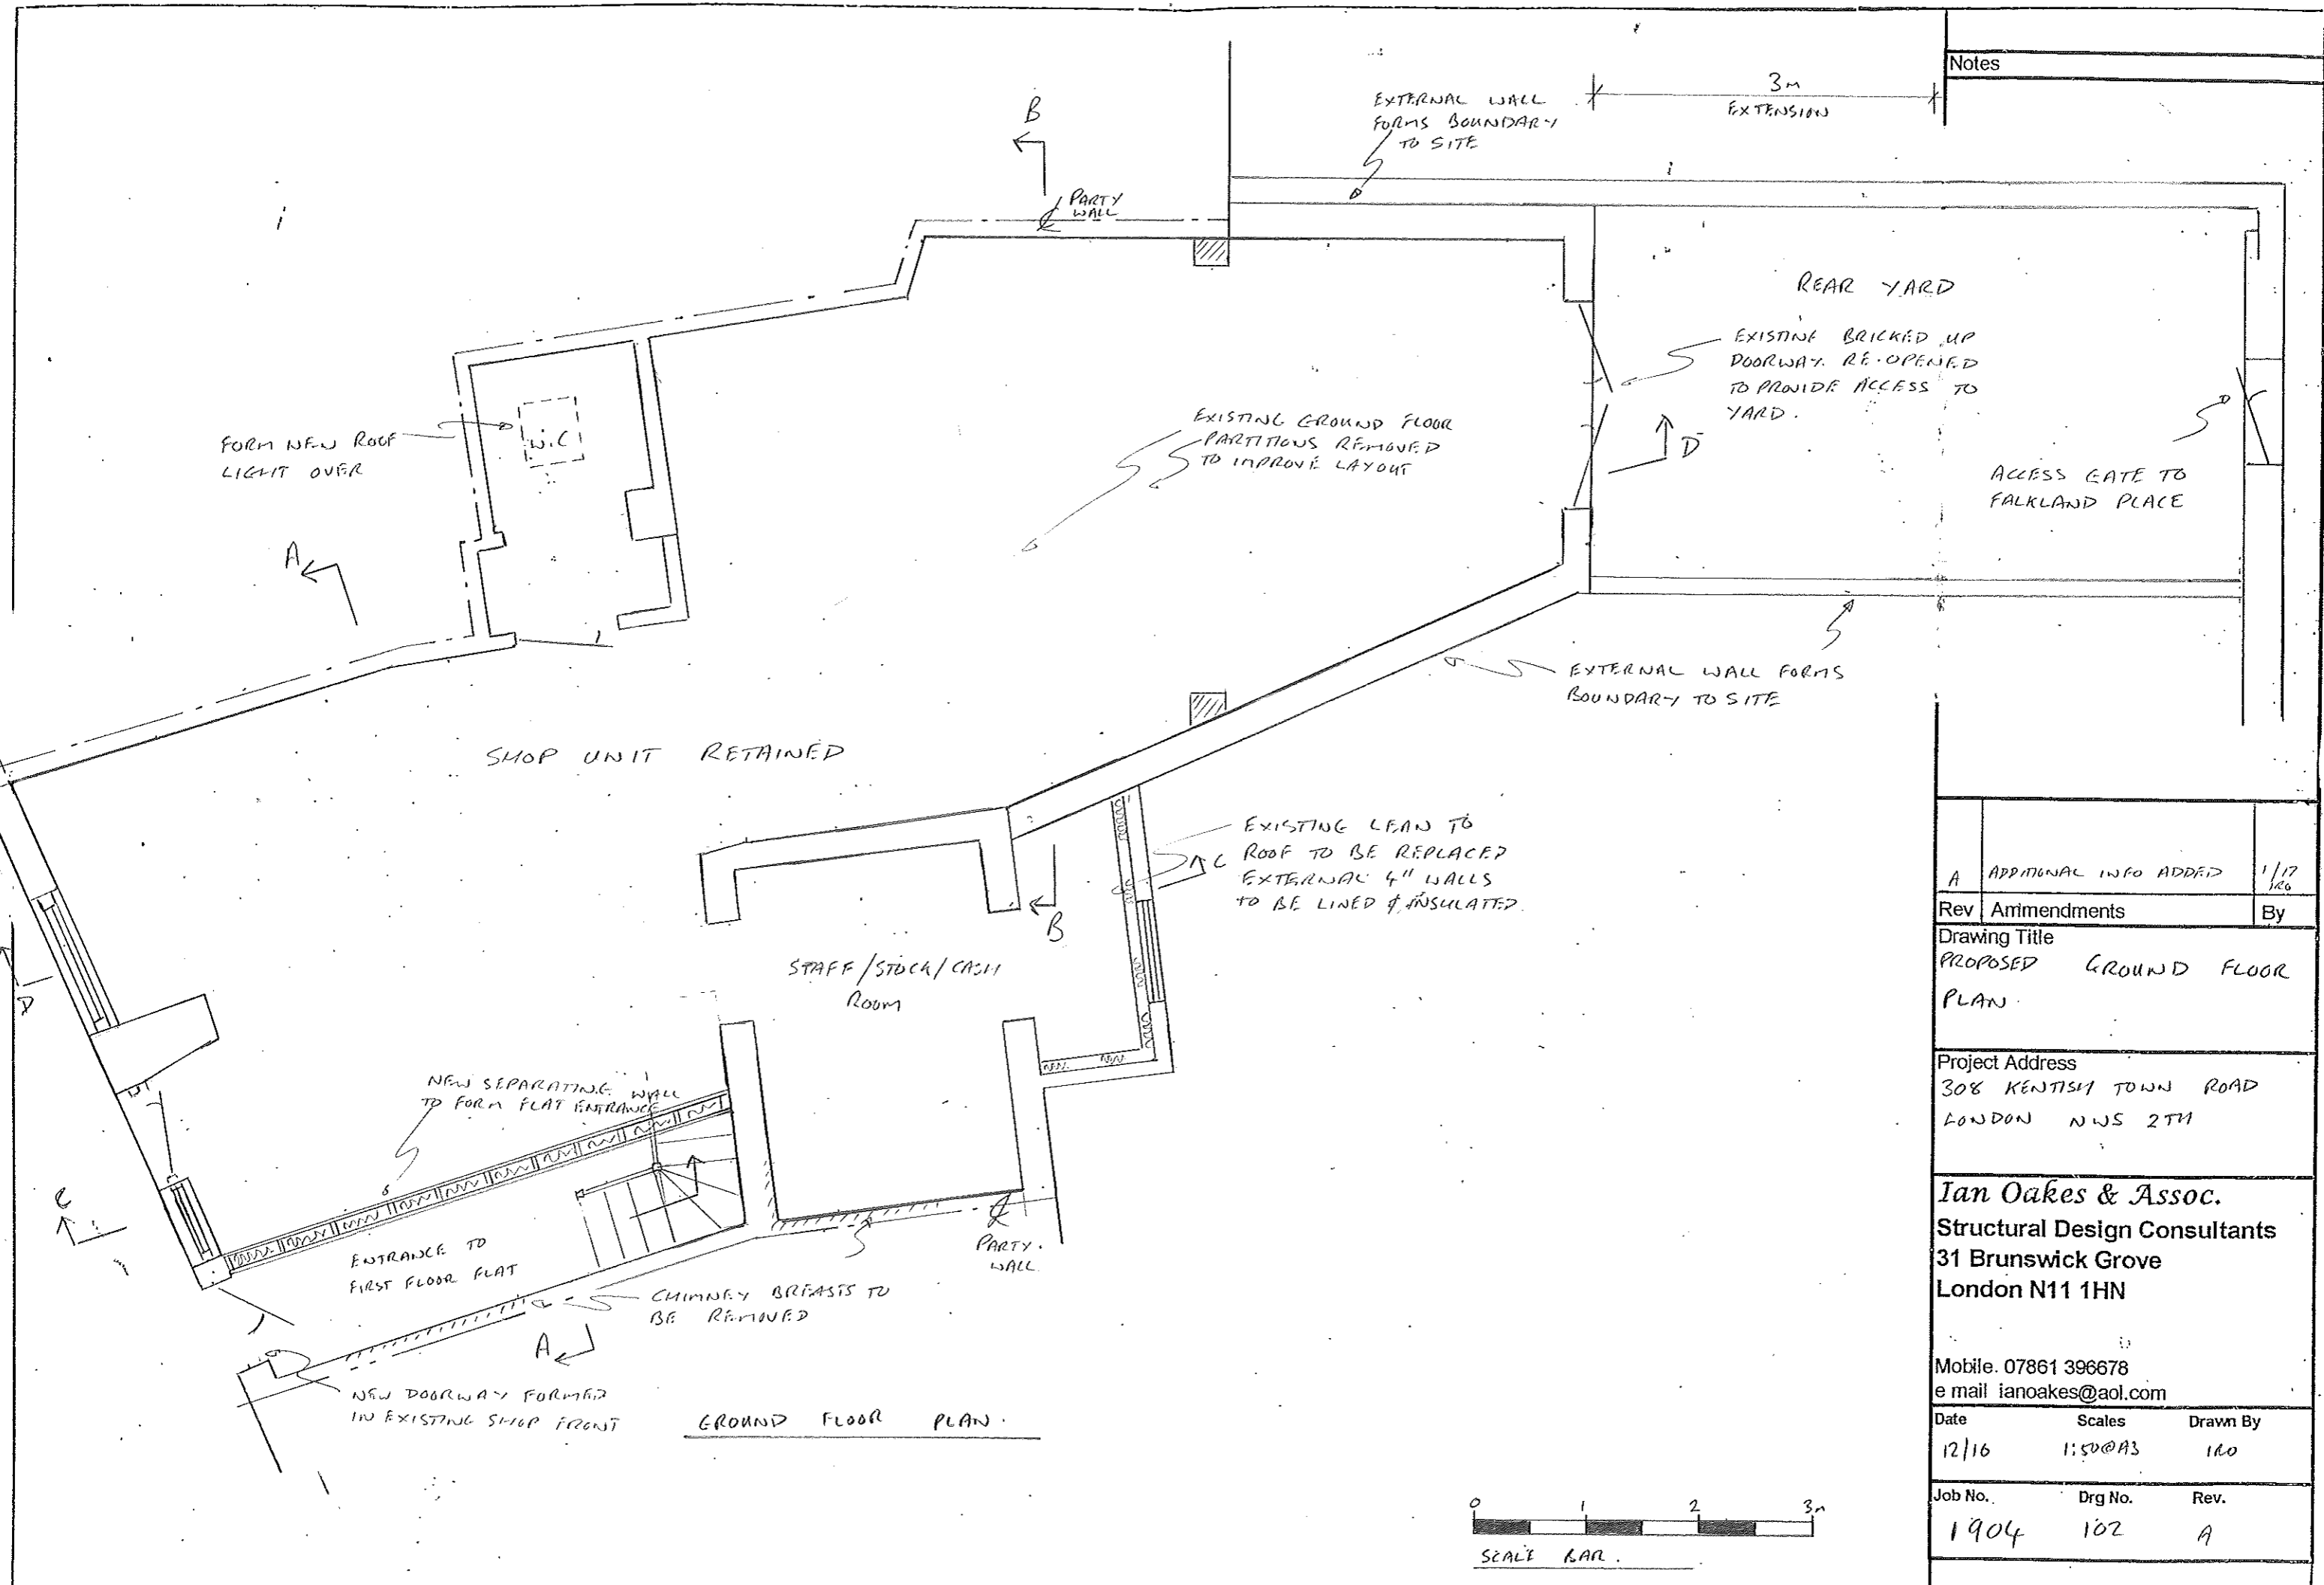 Notes
3m
EXTENSION
EXTERNAL WALL
FORMS BOUNDARY
TO SITE
B
PARTY
WALL
REAR YARD
EXISTING BRICKED UP
DOORWAY. RE-OPENED
TO PROVIDE ACCESS TO
YARD.
D
ACCESS GATE TO
FALKLAND PLACE
FORM NEW ROOF
LIGHT OVER
W.C
EXISTING GROUND FLOOR
PARTITIONS REMOVED
TO IMPROVE LAYOUT
A
EXTERNAL WALL FORMS
BOUNDARY TO SITE
SHOP UNIT RETAINED
EXISTING LEAN TO
ROOF TO BE REPLACED
EXTERNAL 4" WALLS
TO BE LINED & INSULATED.
C
B
STAFF/STOCK/CASH
ROOM
D
NEW SEPARATING WALL
TO FORM FLAT ENTRANCE
C
ENTRANCE TO
FIRST FLOOR FLAT
PARTY.
WALL
CHIMNEY BREASTS TO
BE REMOVED
A
NEW DOORWAY FORMED
IN EXISTING SHOP FRONT
GROUND FLOOR PLAN.
0 1 2 3m
SCALE BAR.
A ADDITIONAL INFO ADDED 1/17
IRO
Rev Ammendments By
Drawing Title
PROPOSED GROUND FLOOR
PLAN.
Project Address
308 KENTISH TOWN ROAD
LONDON NW5 2TH
Ian Oakes & Assoc.
Structural Design Consultants
31 Brunswick Grove
London N11 1HN
Mobile. 07861 396678
e mail ianoakes@aol.com
Date Scales Drawn By
12/16 1:50@A3 IRO
Job No. Drg No. Rev.
1904 102 A